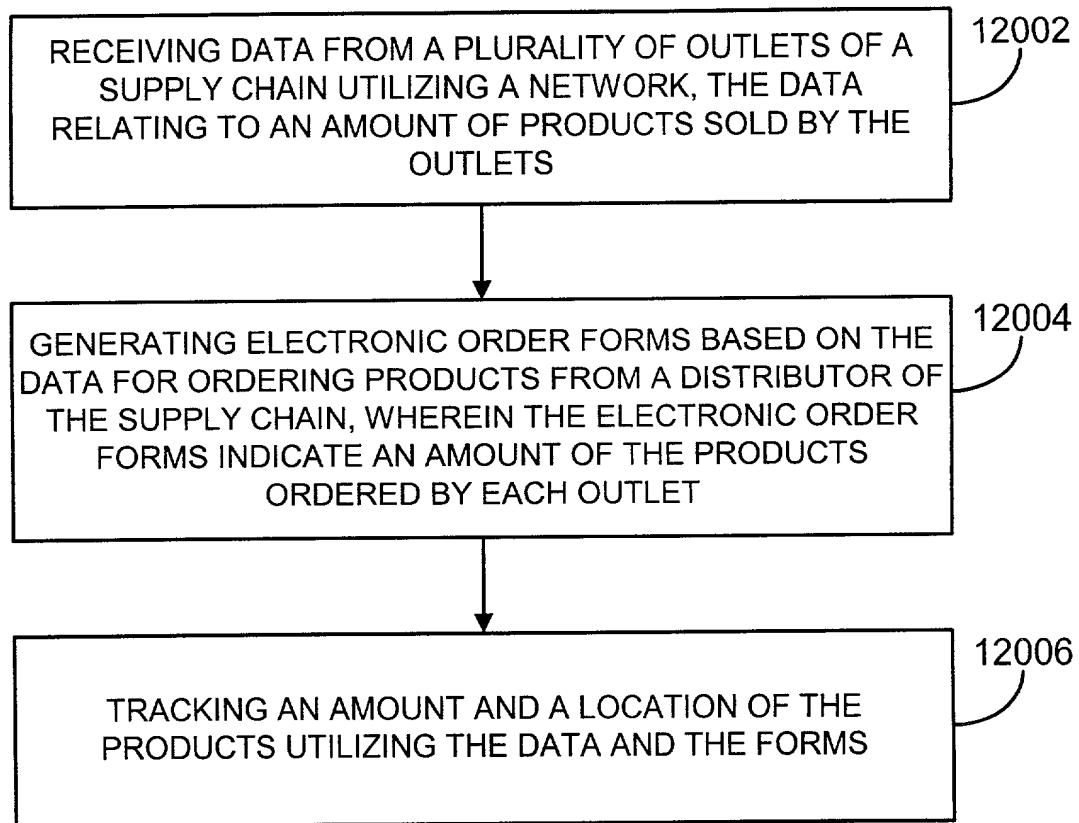 12002
RECEIVING DATA FROM A PLURALITY OF OUTLETS OF A
SUPPLY CHAIN UTILIZING A NETWORK, THE DATA
RELATING TO AN AMOUNT OF PRODUCTS SOLD BY THE
OUTLETS
12004
GENERATING ELECTRONIC ORDER FORMS BASED ON THE
DATA FOR ORDERING PRODUCTS FROM A DISTRIBUTOR OF
THE SUPPLY CHAIN, WHEREIN THE ELECTRONIC ORDER
FORMS INDICATE AN AMOUNT OF THE PRODUCTS
ORDERED BY EACH OUTLET
12006
TRACKING AN AMOUNT AND A LOCATION OF THE
PRODUCTS UTILIZING THE DATA AND THE FORMS